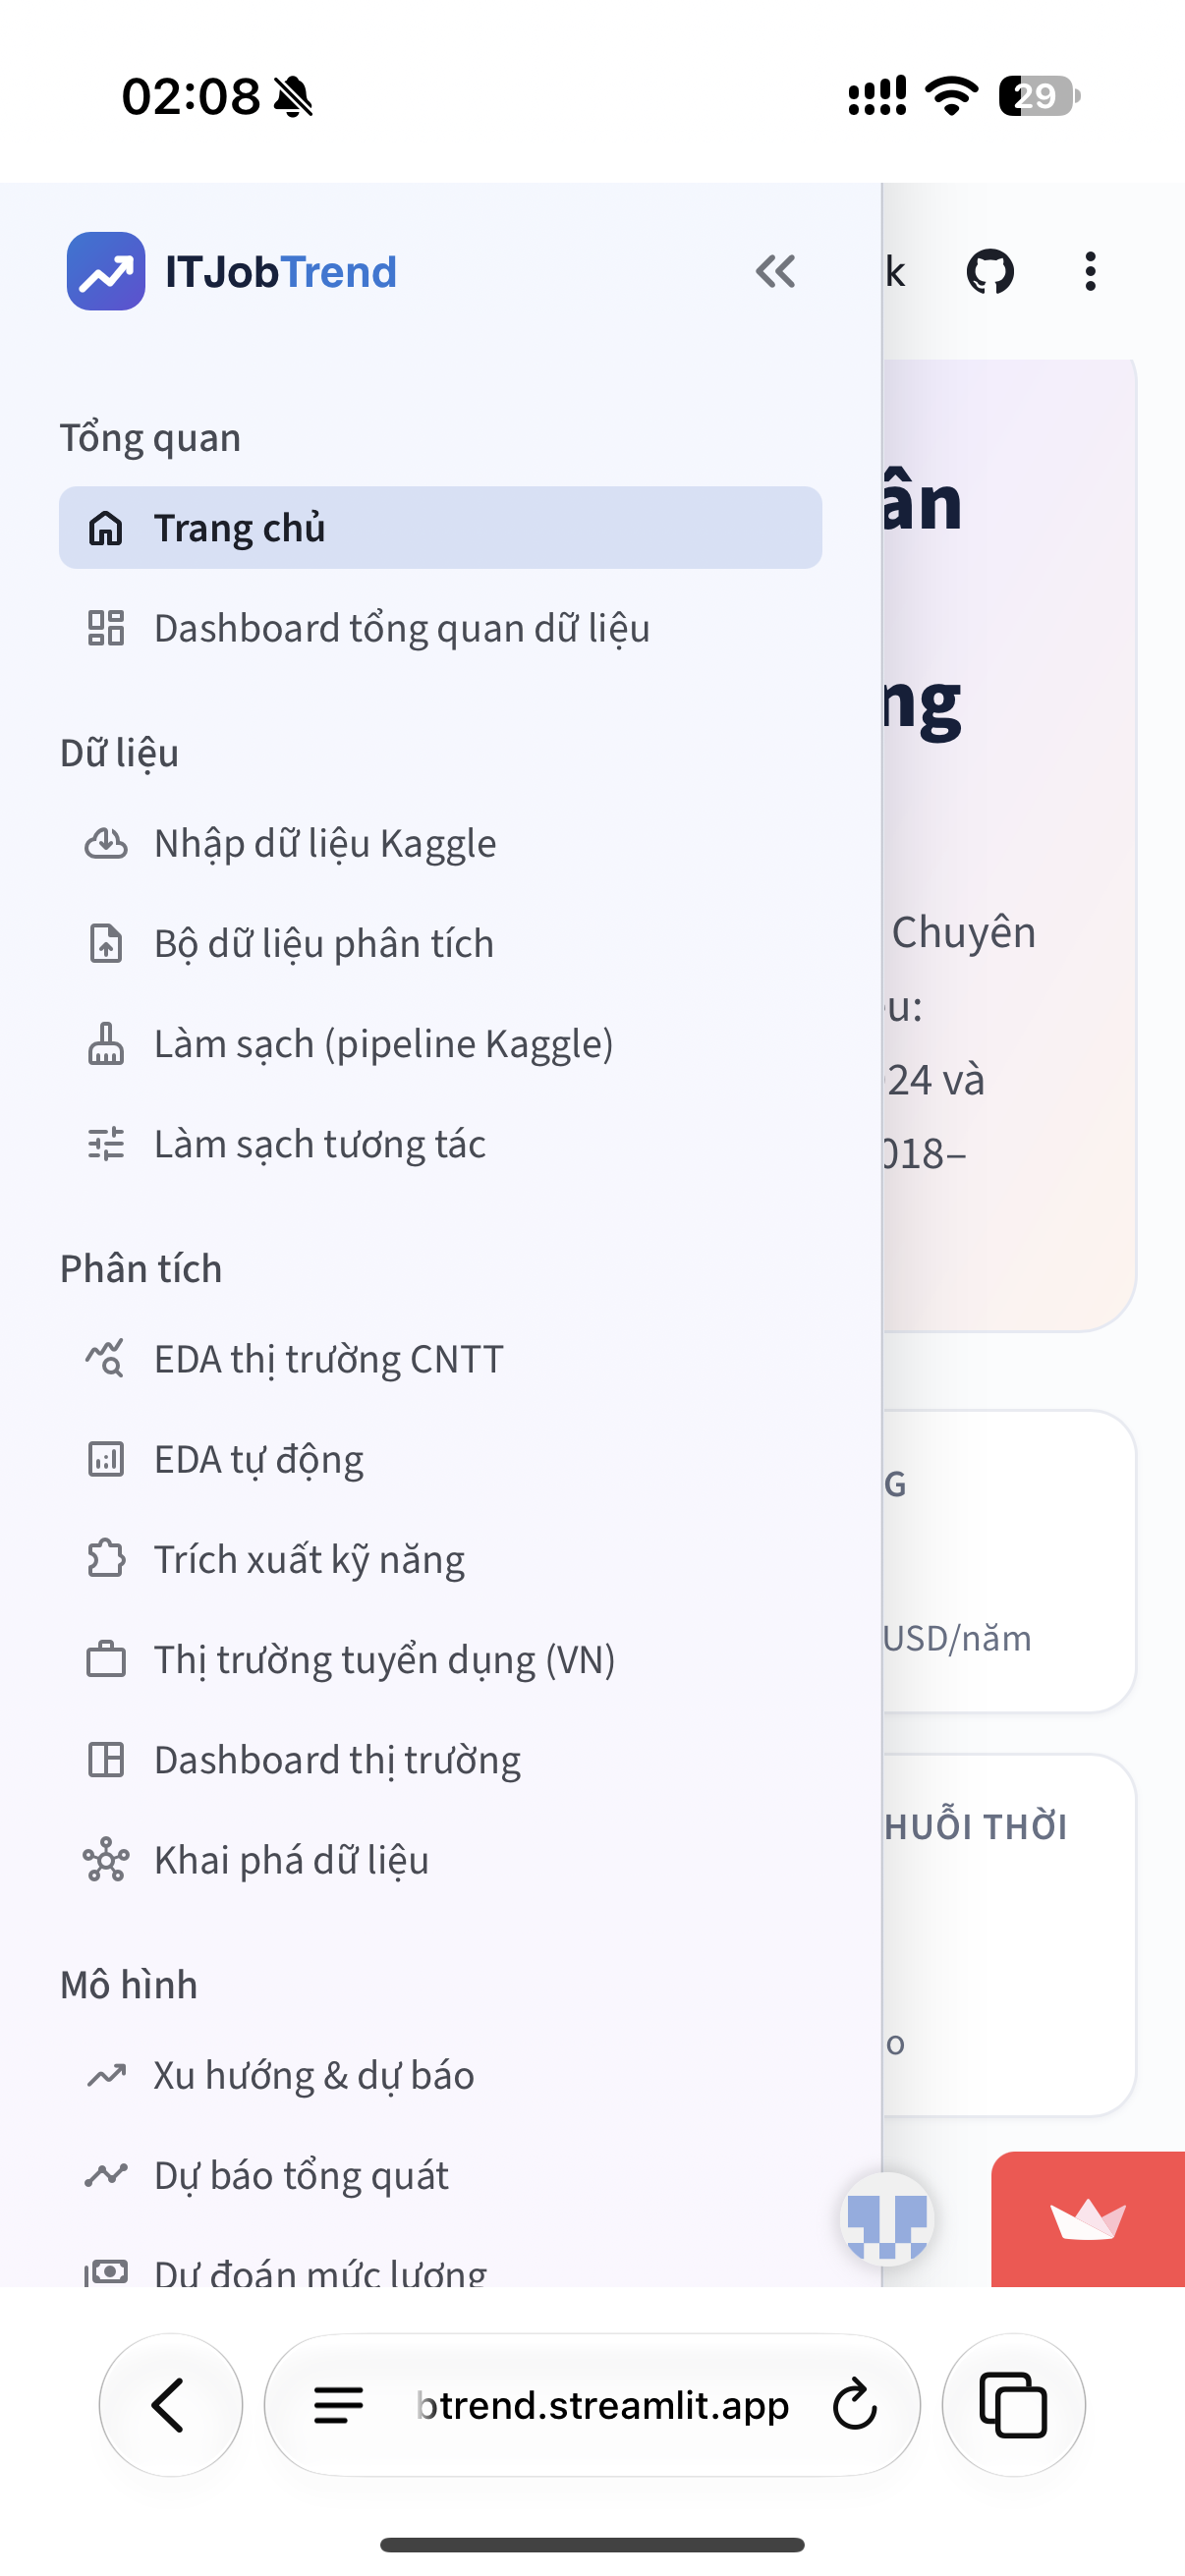 02:08
29
ITJobTrend
k
Tổng quan
Trang chủ
ân
Dashboard tổng quan dữ liệu
ng
Dữ liệu
Nhập dữ liệu Kaggle
Chuyên
Bộ dữ liệu phân tích
u:
Làm sạch (pipeline Kaggle)
24 và
Làm sạch tương tác
018–
Phân tích
EDA thị trường CNTT
EDA tự động
G
Trích xuất kỹ năng
USD/năm
Thị trường tuyển dụng (VN)
Dashboard thị trường
HUỖI THỜI
Khai phá dữ liệu
Mô hình
o
Xu hướng & dự báo
Dự báo tổng quát
Dự đoán mức lương
btrend.streamlit.app